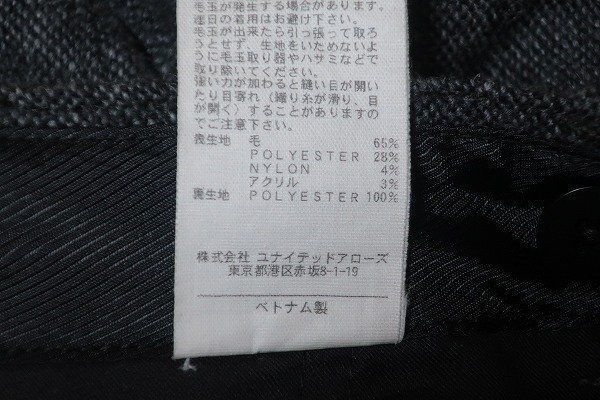 毛玉が発生する場合があります。
連日の着用はお避け下さい。
毛玉が出来たら引っ張って取ろ
うとせず、生地をいためないよ
うに毛玉取り器やハサミなどで
取り除いてください。
強い力が加わると縫い目が開い
たり目寄れ（織り糸が滑り、目
が開く）することがありますの
でご注意下さい。
表生地 毛 65%
POLYESTER 28%
NYLON 4%
アクリル 3%
裏生地 POLYESTER 100%
株式会社 ユナイテッドアローズ
東京都港区赤坂8-1-19
ベトナム製